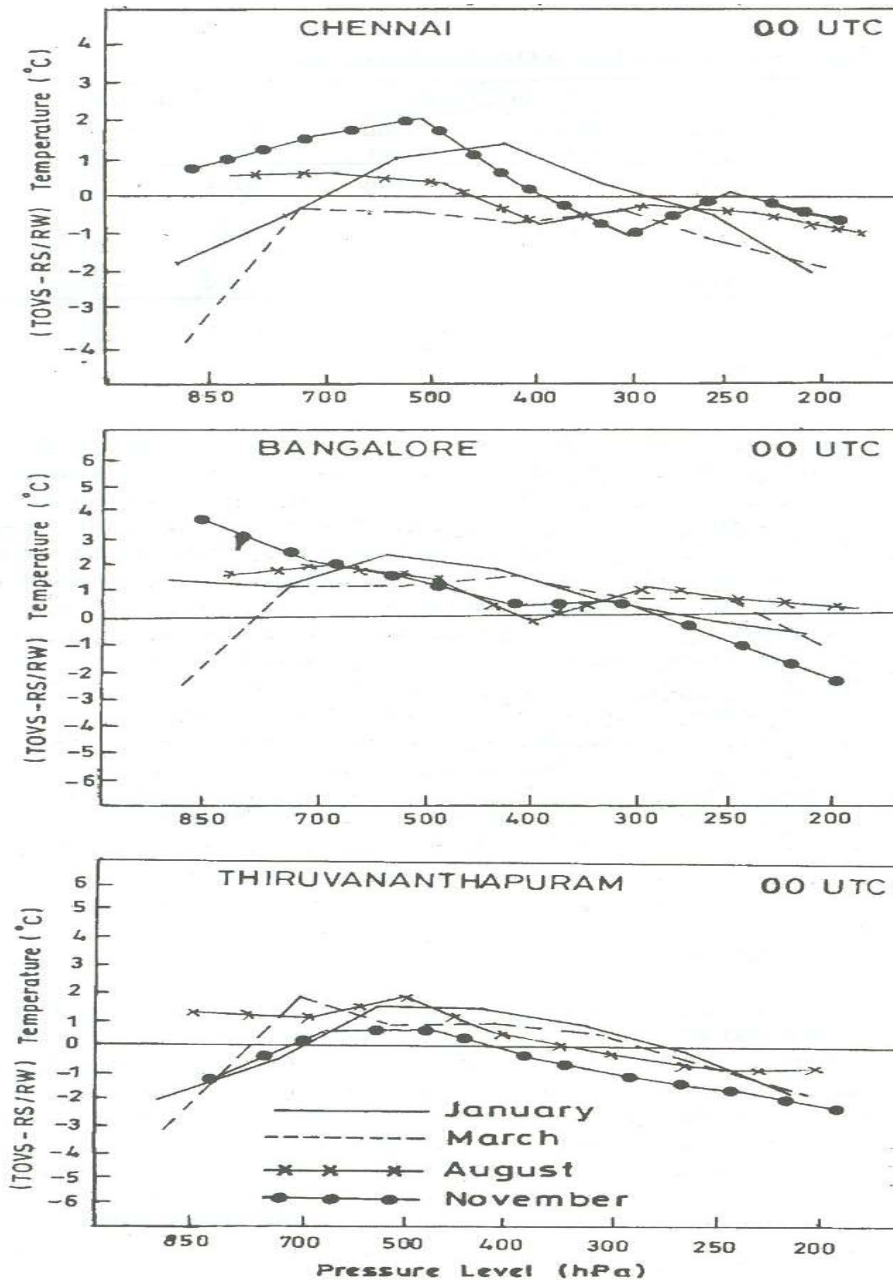 CHENNAI 00 UTC
(TOVS-RS/RW) Temperature (°C)
4
3
2
1
0
-1
-2
-3
-4
850 700 500 400 300 250 200
BANGALORE 00 UTC
(TOVS-RS/RW) Temperature (°C)
6
5
4
3
2
1
0
-1
-2
-3
-4
-5
-6
850 700 500 400 300 250 200
THIRUVANANTHAPURAM 00 UTC
(TOVS-RS/RW) Temperature (°C)
6
5
4
3
2
1
0
-1
-2
-3
-4
-5
-6
January
March
August
November
850 700 500 400 300 250 200
Pressure Level (hPa)